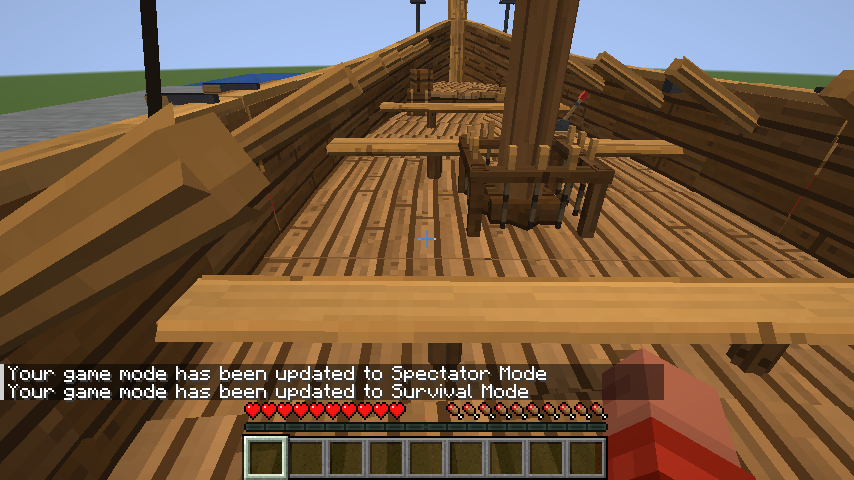 Your game mode has been updated to Spectator Mode
Your game mode has been updated to Survival Mode